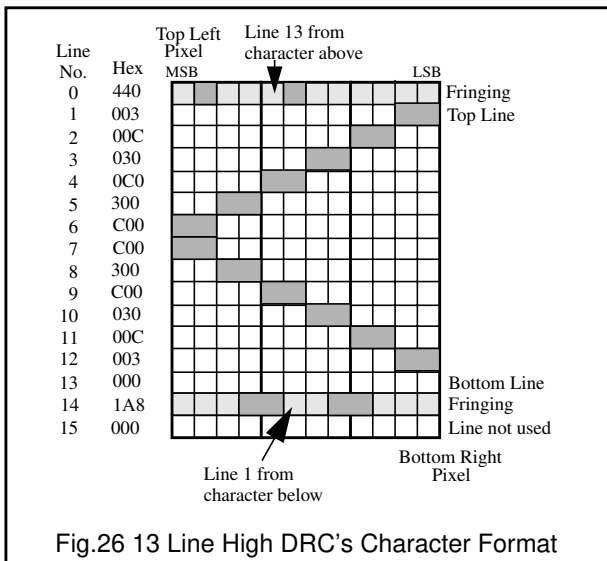 Top Left Pixel
Line 13 from character above
Line No. Hex MSB LSB
0 440 Fringing
1 003 Top Line
2 00C
3 030
4 0C0
5 300
6 C00
7 C00
8 300
9 C00
10 030
11 00C
12 003
13 000 Bottom Line
14 1A8 Fringing
15 000 Line not used
Line 1 from character below
Bottom Right Pixel
Fig.26 13 Line High DRC's Character Format